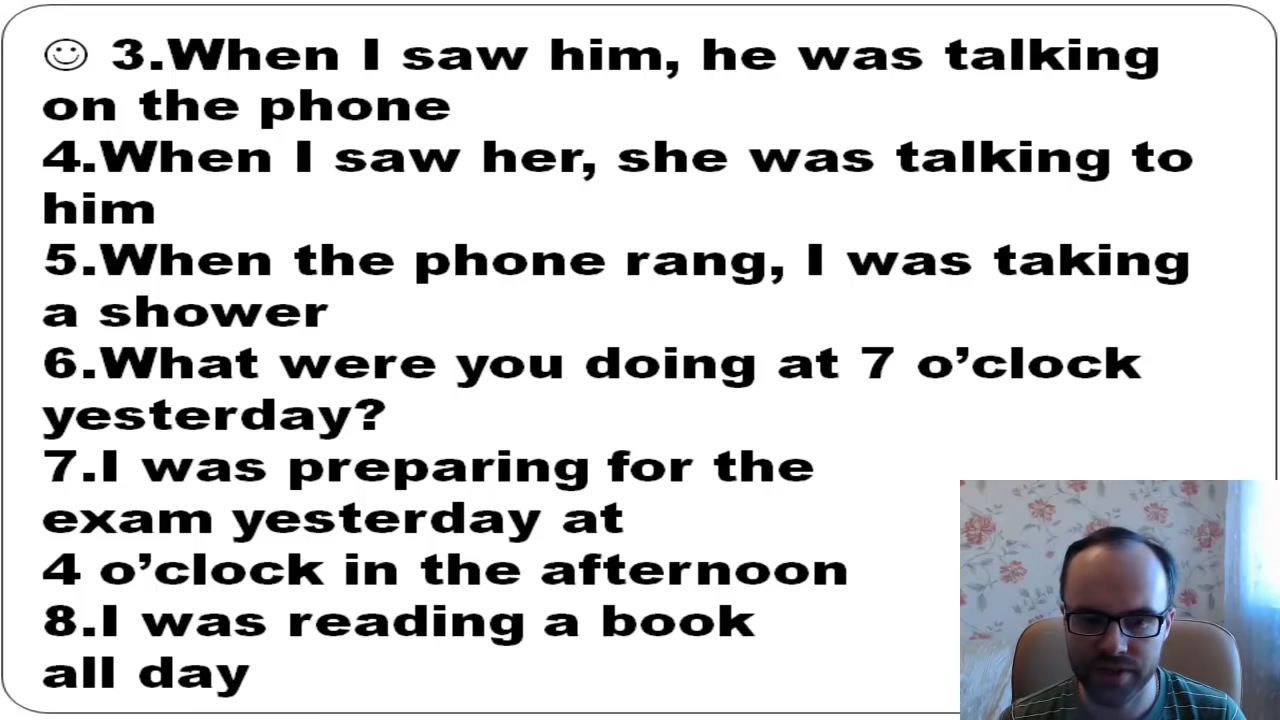 ☺ 3.When I saw him, he was talking
on the phone
4.When I saw her, she was talking to
him
5.When the phone rang, I was taking
a shower
6.What were you doing at 7 o’clock
yesterday?
7.I was preparing for the
exam yesterday at
4 o’clock in the afternoon
8.I was reading a book
all day